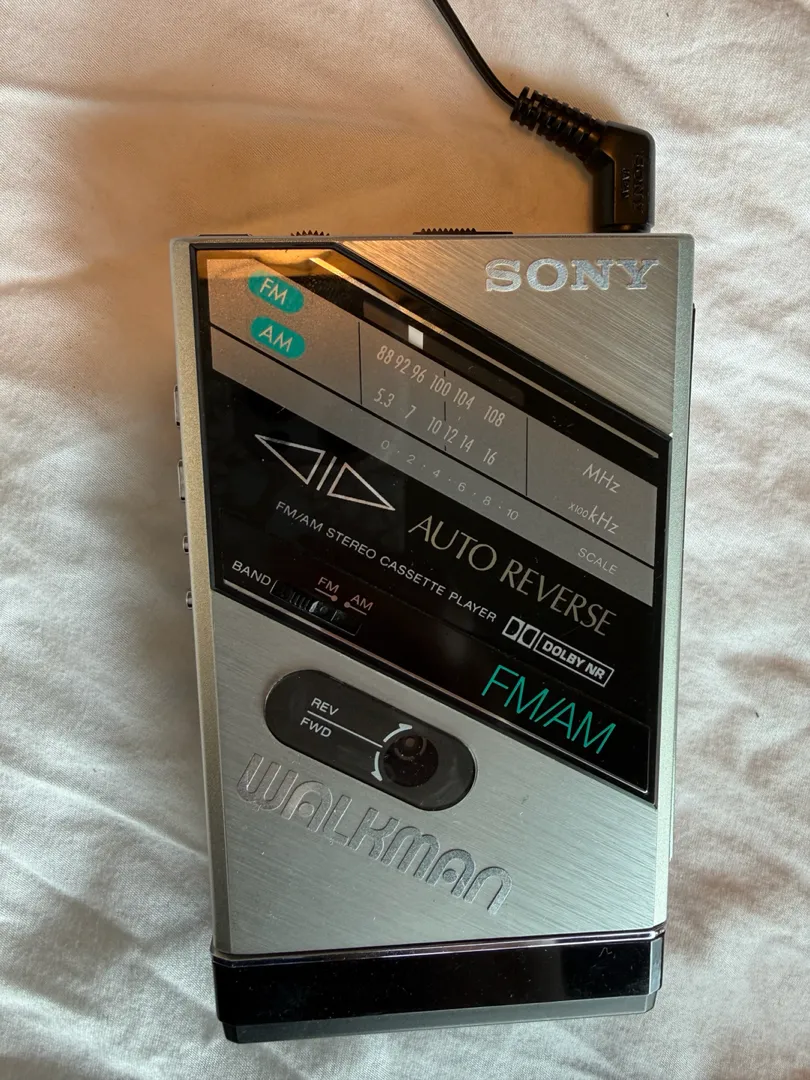 SONY
FM
AM
88 92 96 100 104 108
MHz
5.3 7 10 12 14 16
X100kHz
0 · 2 · 4 · 6 · 8 · 10
SCALE
AUTO REVERSE
FM/AM STEREO CASSETTE PLAYER
DOLBY NR
BAND
FM AM
FM/AM
REV
FWD
WALKMAN